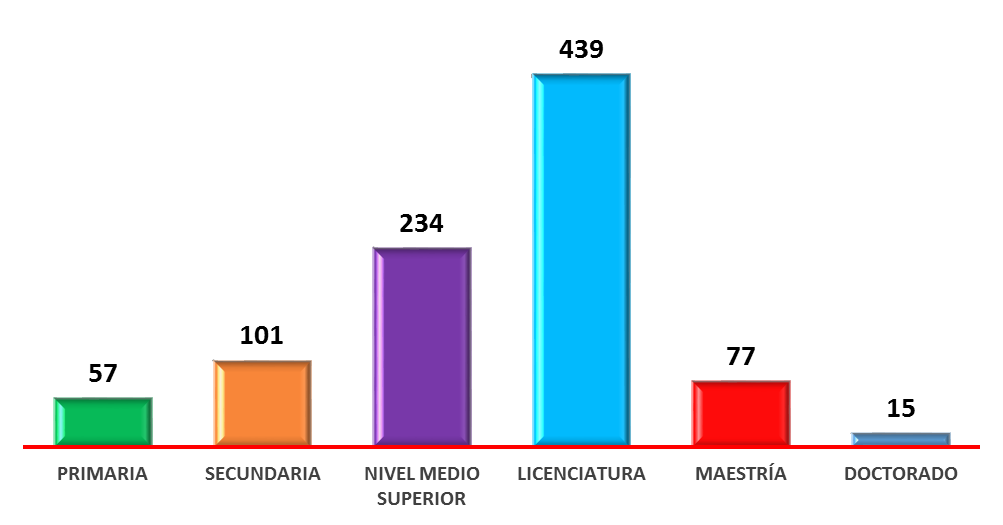 439
234
101
77
57
15
PRIMARIA
SECUNDARIA
NIVEL MEDIO
SUPERIOR
LICENCIATURA
MAESTRÍA
DOCTORADO